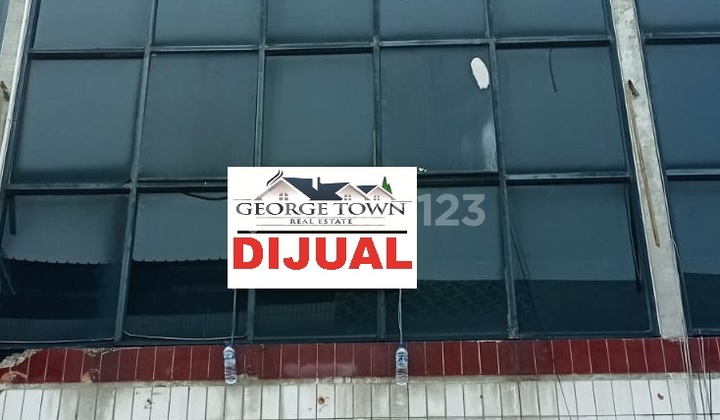 GEORGE TOWN
REAL ESTATE
DIJUAL
123